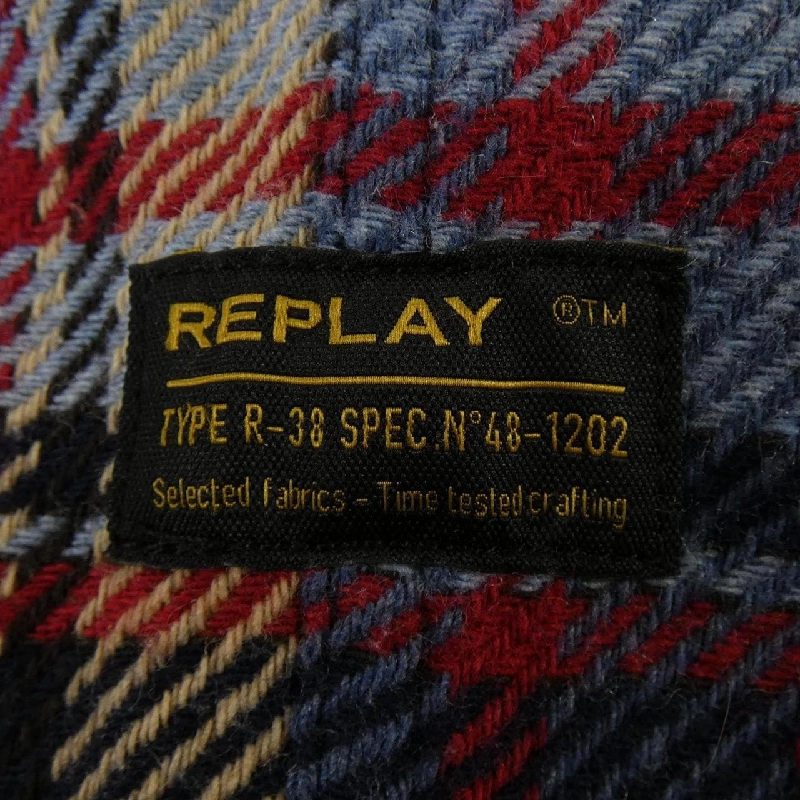 REPLAY ®TM
TYPE R-38 SPEC.N°48-1202
Selected fabrics - Time tested crafting